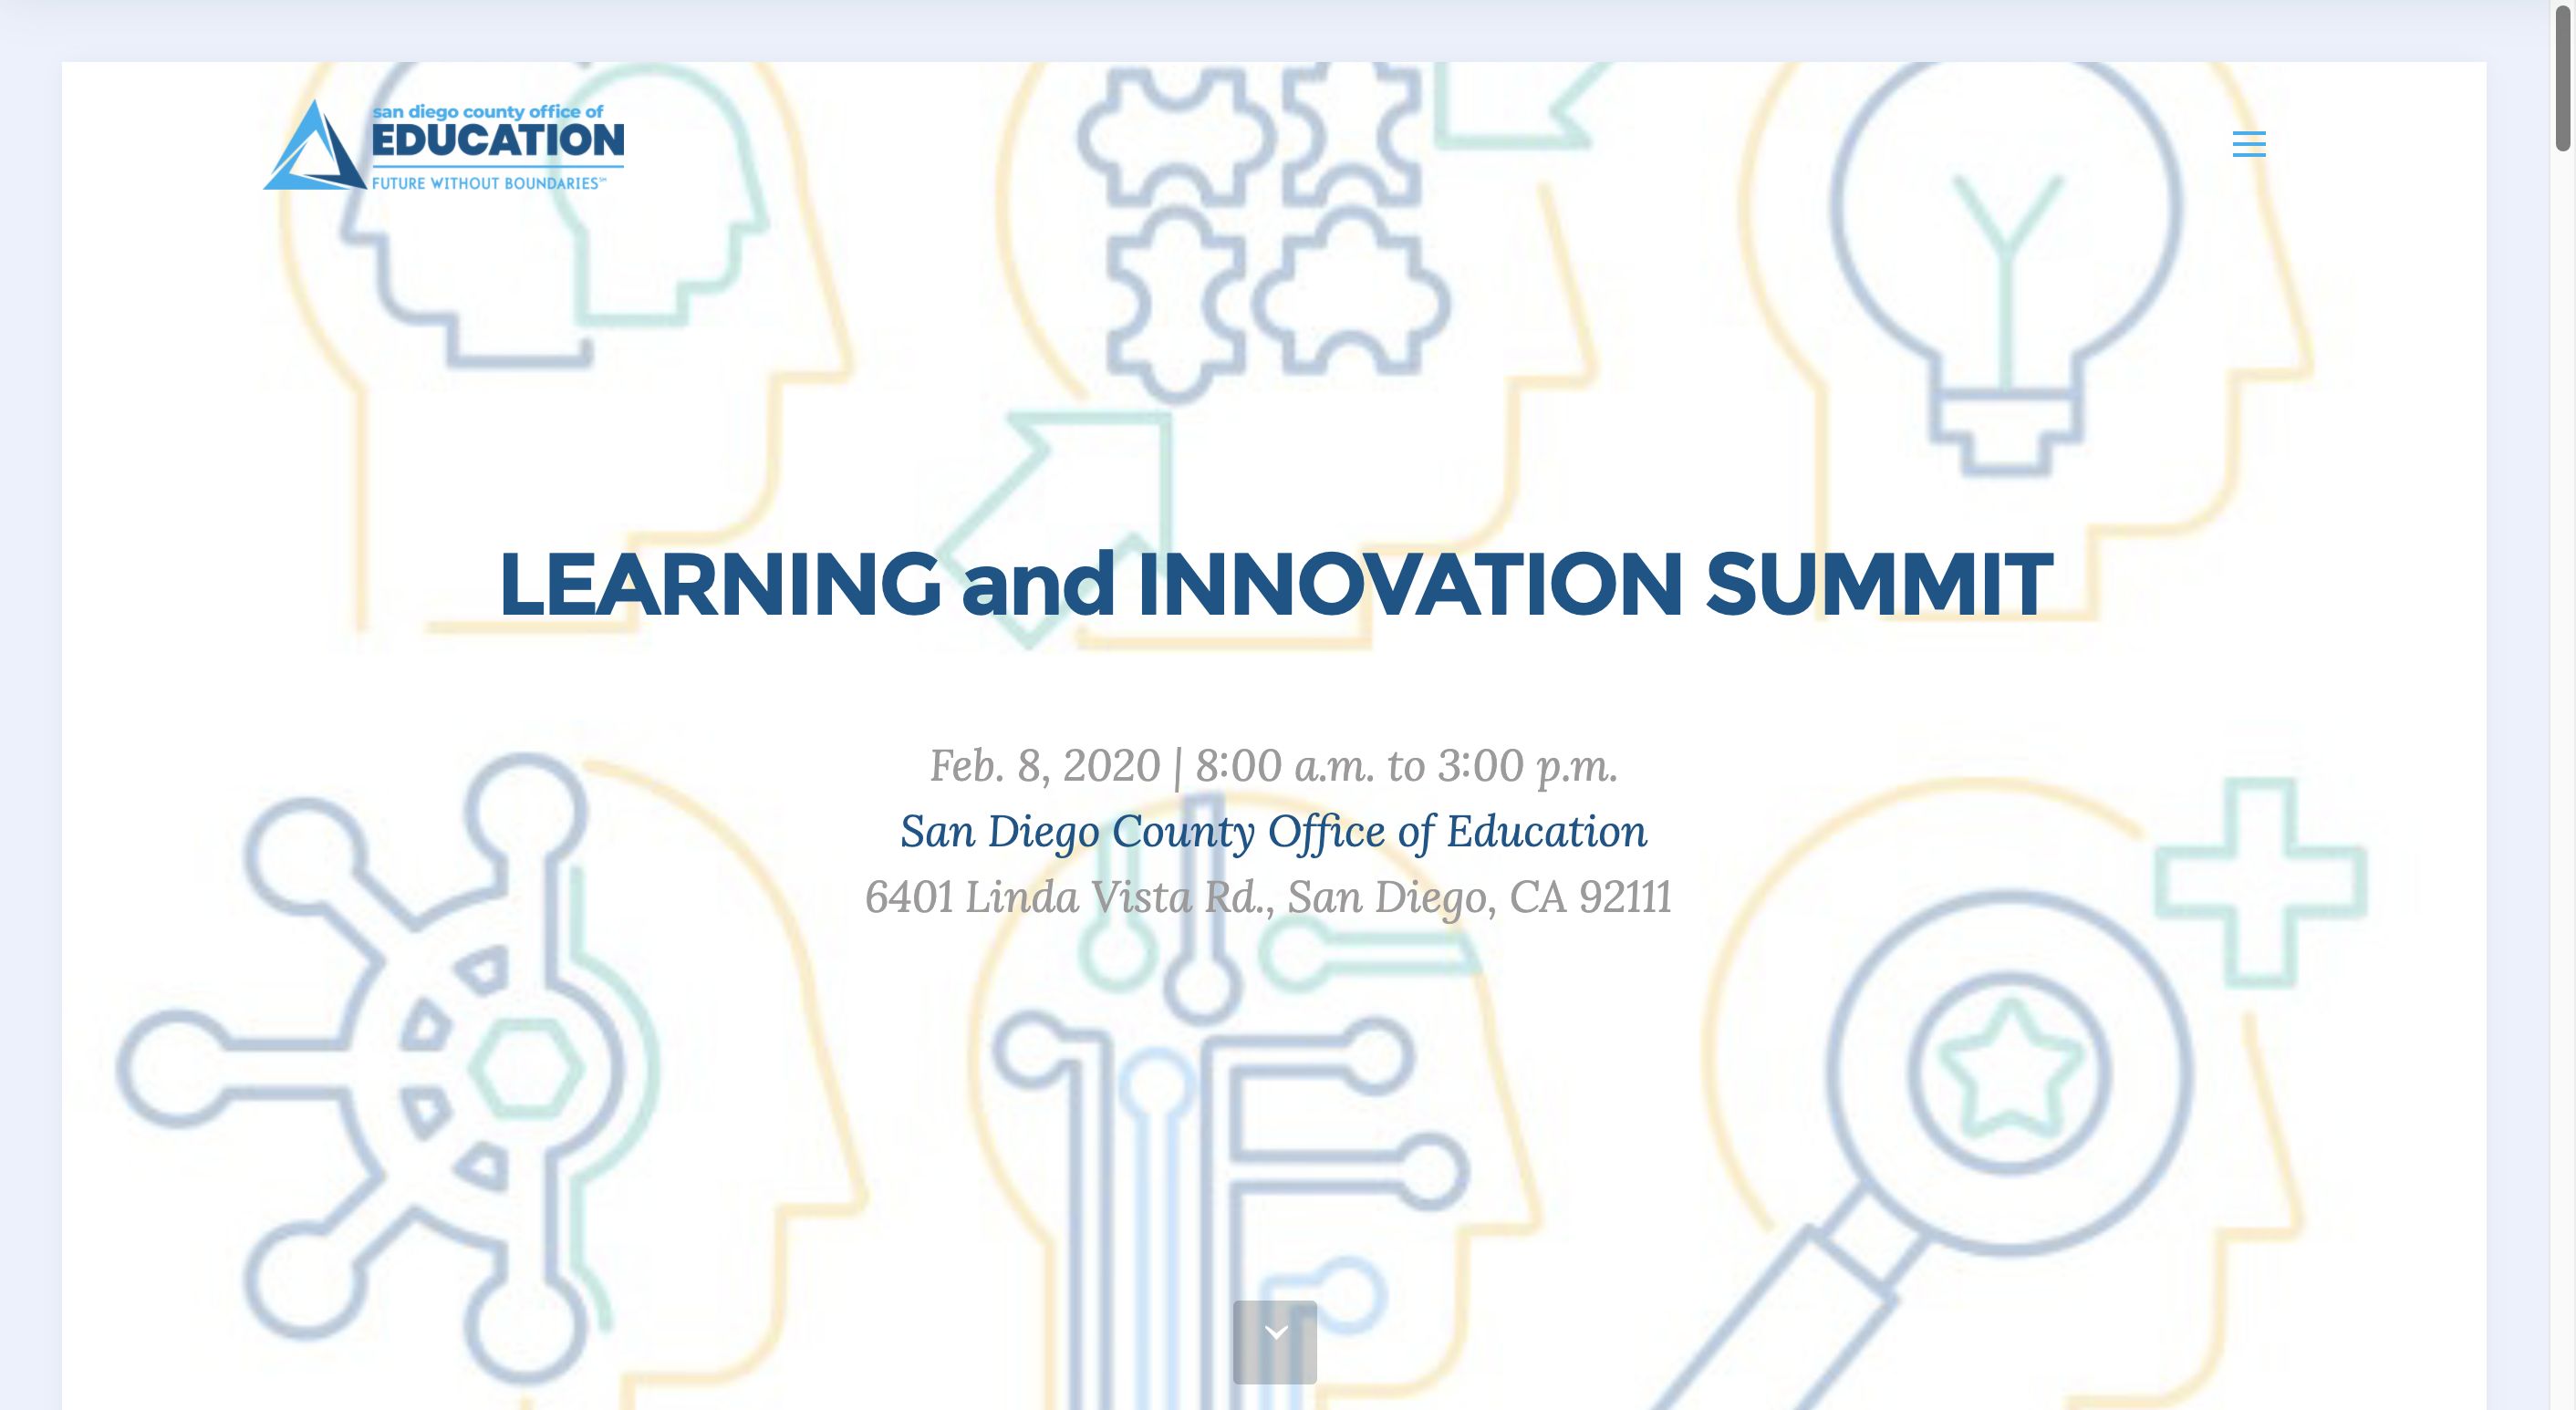 san diego county office of
EDUCATION
FUTURE WITHOUT BOUNDARIES℠
LEARNING and INNOVATION SUMMIT
Feb. 8, 2020 | 8:00 a.m. to 3:00 p.m.
San Diego County Office of Education
6401 Linda Vista Rd., San Diego, CA 92111